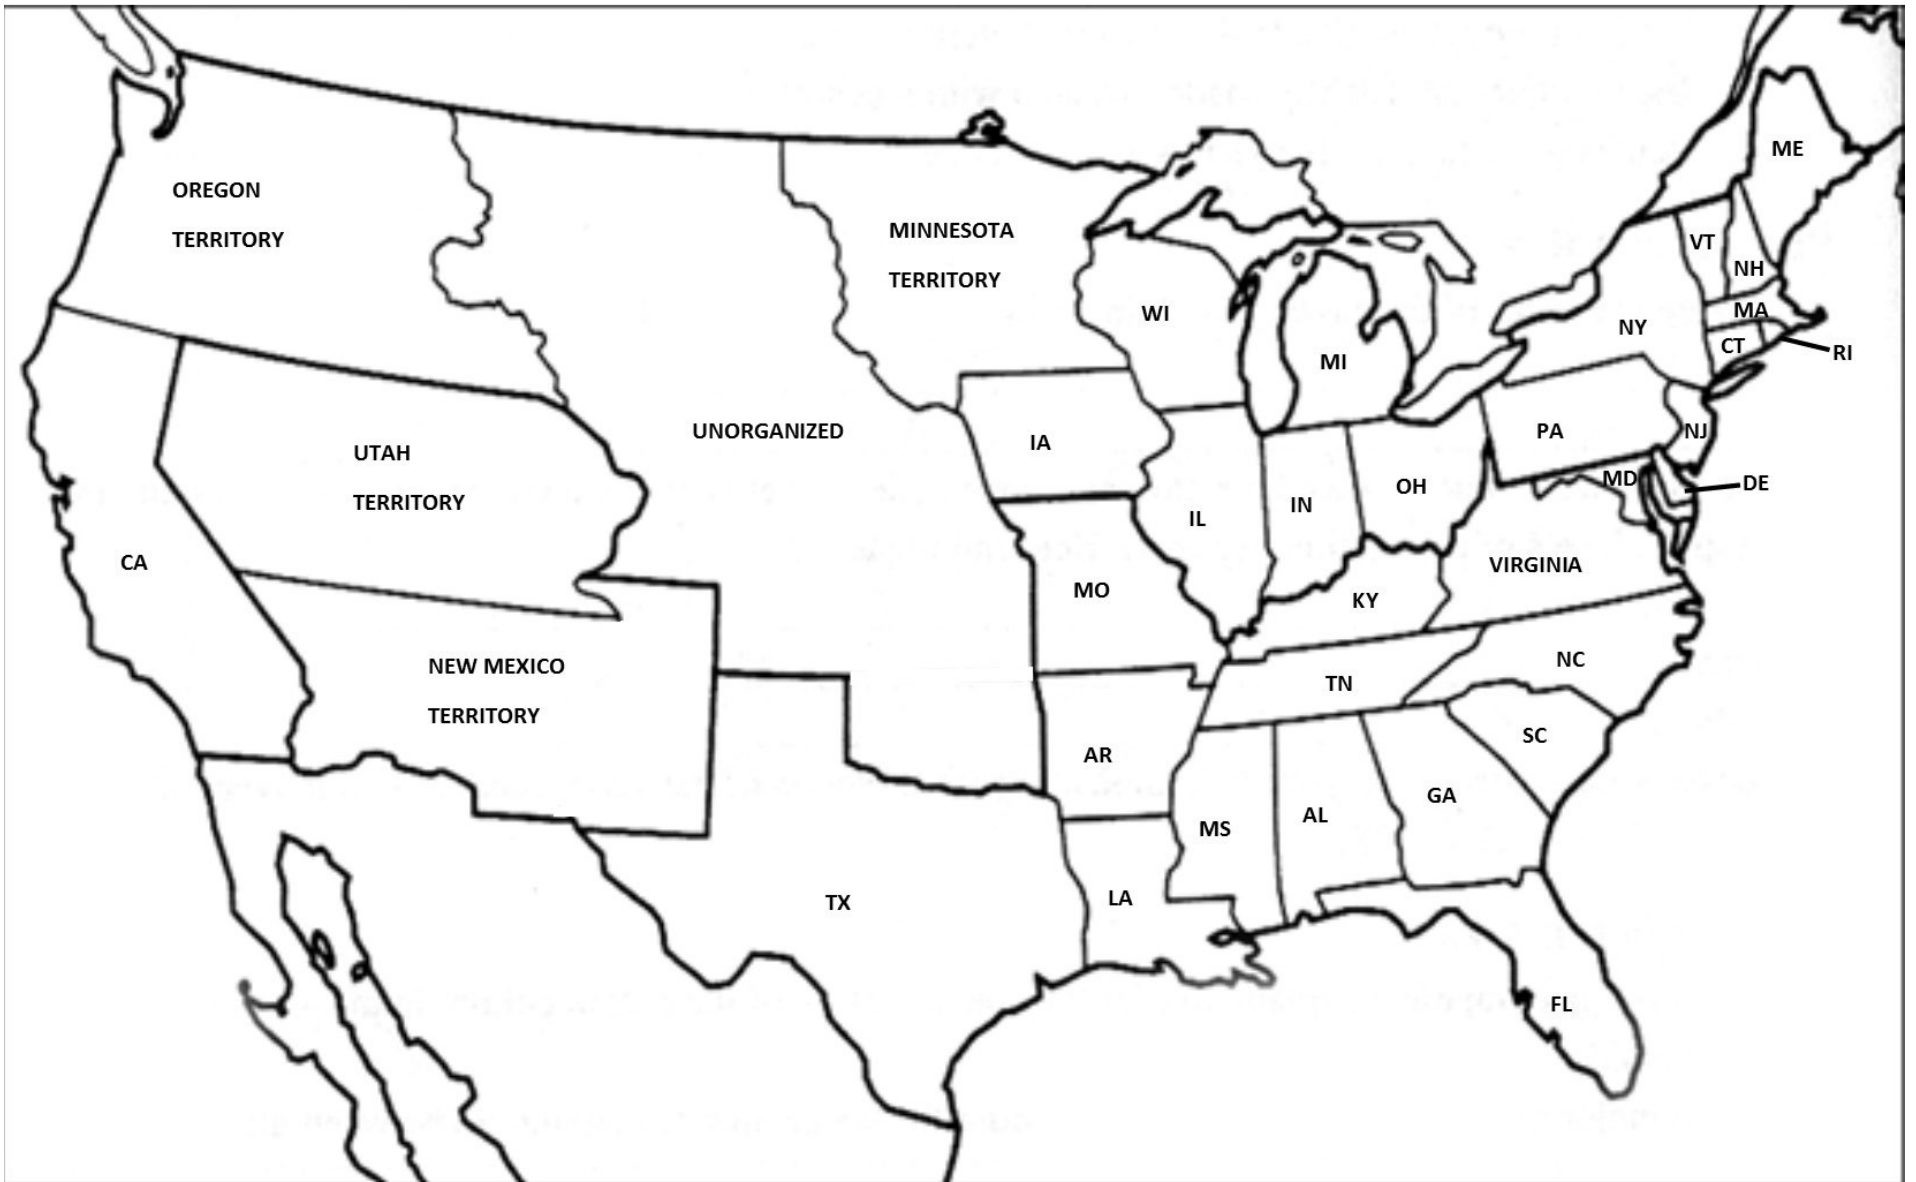 ME
OREGON
TERRITORY
MINNESOTA
TERRITORY
VT
NH
MA
WI
NY
CT
RI
MI
UNORGANIZED
IA
PA
NJ
UTAH
TERRITORY
MD
DE
OH
IN
IL
CA
VIRGINIA
MO
KY
NEW MEXICO
TERRITORY
NC
TN
SC
AR
GA
AL
MS
TX
LA
FL